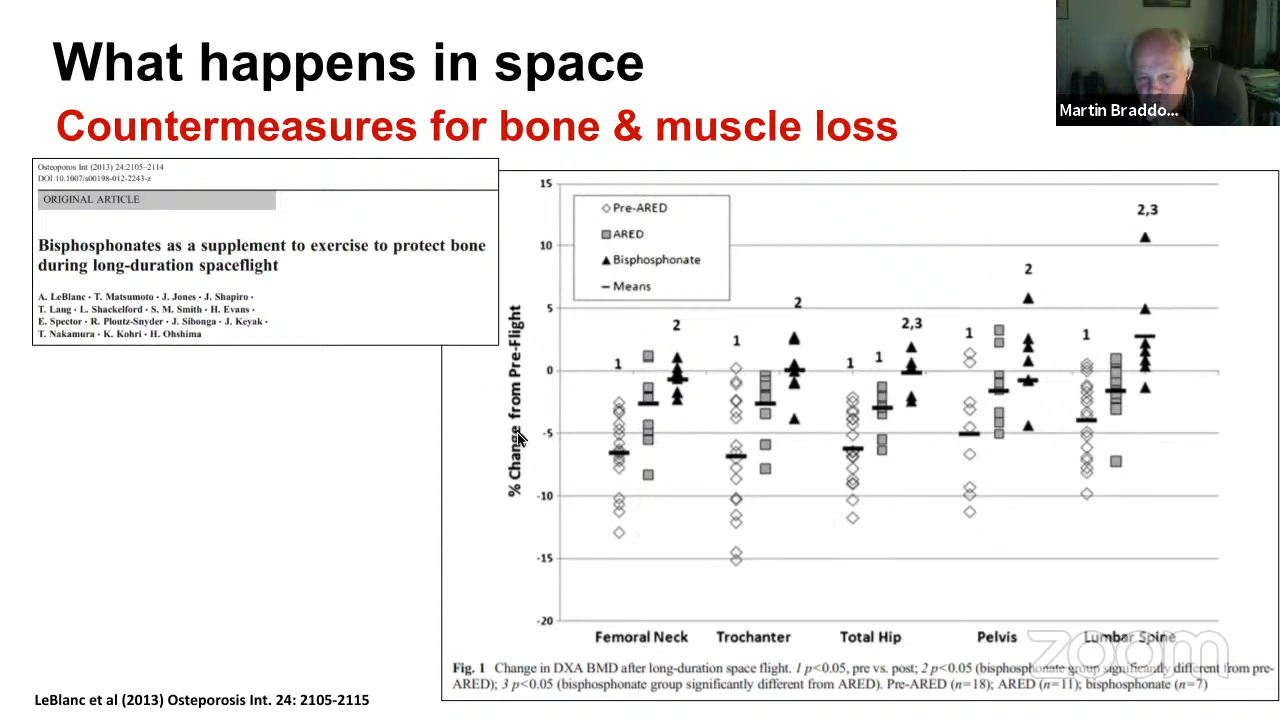 What happens in space
Countermeasures for bone & muscle loss
Martin Braddo...
Osteoporos Int (2013) 24:2105–2114
DOI 10.1007/s00198-012-2243-z
ORIGINAL ARTICLE
Bisphosphonates as a supplement to exercise to protect bone
during long-duration spaceflight
A. LeBlanc · T. Matsumoto · J. Jones · J. Shapiro ·
T. Lang · L. Shackelford · S. M. Smith · H. Evans ·
E. Spector · R. Ploutz-Snyder · J. Sibonga · J. Keyak ·
T. Nakamura · K. Kohri · H. Ohshima
% Change from Pre-Flight
15
10
5
0
-5
-10
-15
-20
Pre-ARED
ARED
Bisphosphonate
Means
1
2
1
2
1
1
2,3
1
2
1
2,3
Femoral Neck
Trochanter
Total Hip
Pelvis
Lumbar Spine
zoom
Fig. 1 Change in DXA BMD after long-duration space flight. 1 p<0.05, pre vs. post; 2 p<0.05 (bisphosphonate group significantly different from pre-
ARED); 3 p<0.05 (bisphosphonate group significantly different from ARED). Pre-ARED (n=18); ARED (n=11); bisphosphonate (n=7)
LeBlanc et al (2013) Osteporosis Int. 24: 2105-2115